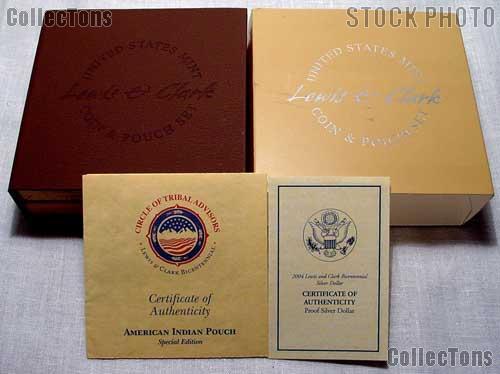 CollecTons
STOCK PHOTO
UNITED STATES MINT
Lewis & Clark
COIN & POUCH SET
UNITED STATES MINT
Lewis & Clark
COIN & POUCH SET
CIRCLE OF TRIBAL ADVISORS
• LEWIS & CLARK BICENTENNIAL •
Certificate of
Authenticity
AMERICAN INDIAN POUCH
Special Edition
2004 Lewis and Clark Bicentennial
Silver Dollar
CERTIFICATE OF
AUTHENTICITY
Proof Silver Dollar
CollecTons